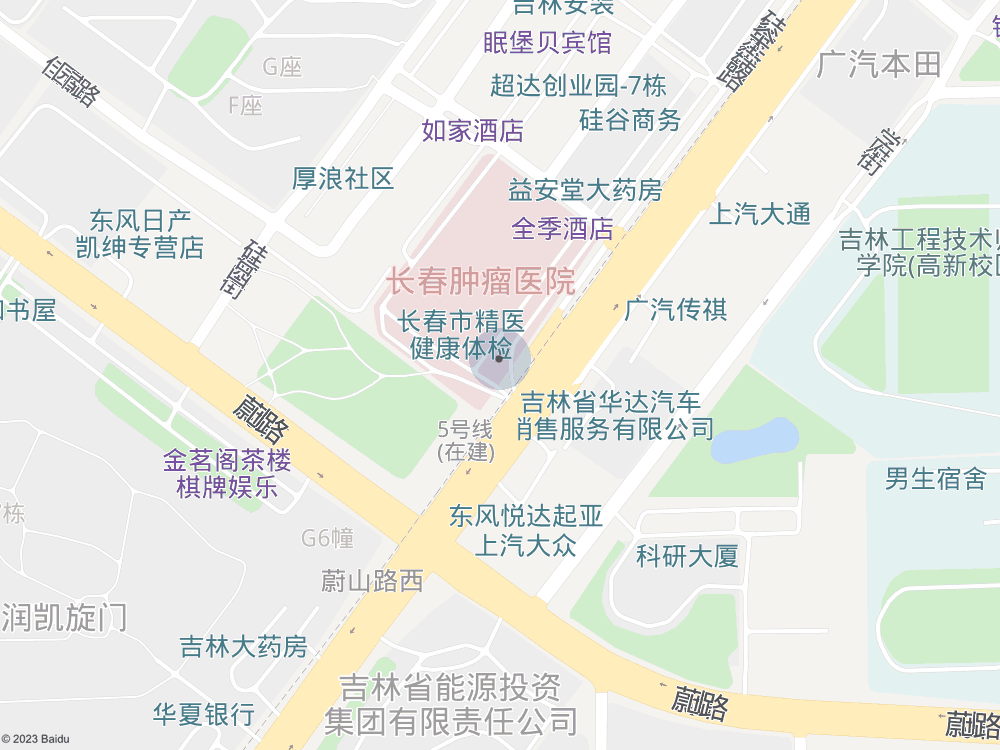 吉林安装
眠堡贝宾馆
广汽本田
G座
超达创业园-7栋
F座
硅谷商务
如家酒店
学府街
厚浪社区
益安堂大药房
上汽大通
东风日产
凯绅专营店
全季酒店
吉林工程技术师
学院(高新校区
长春肿瘤医院
书屋
广汽传祺
长春市精医
健康体检
吉林省华达汽车
销售服务有限公司
蔚山路
5号线
(在建)
金茗阁茶楼
棋牌娱乐
男生宿舍
栋
东风悦达起亚
G6幢
上汽大众
科研大厦
蔚山路西
润凯旋门
吉林大药房
吉林省能源投资
集团有限责任公司
蔚山路
华夏银行
蔚山路
© 2023 Baidu